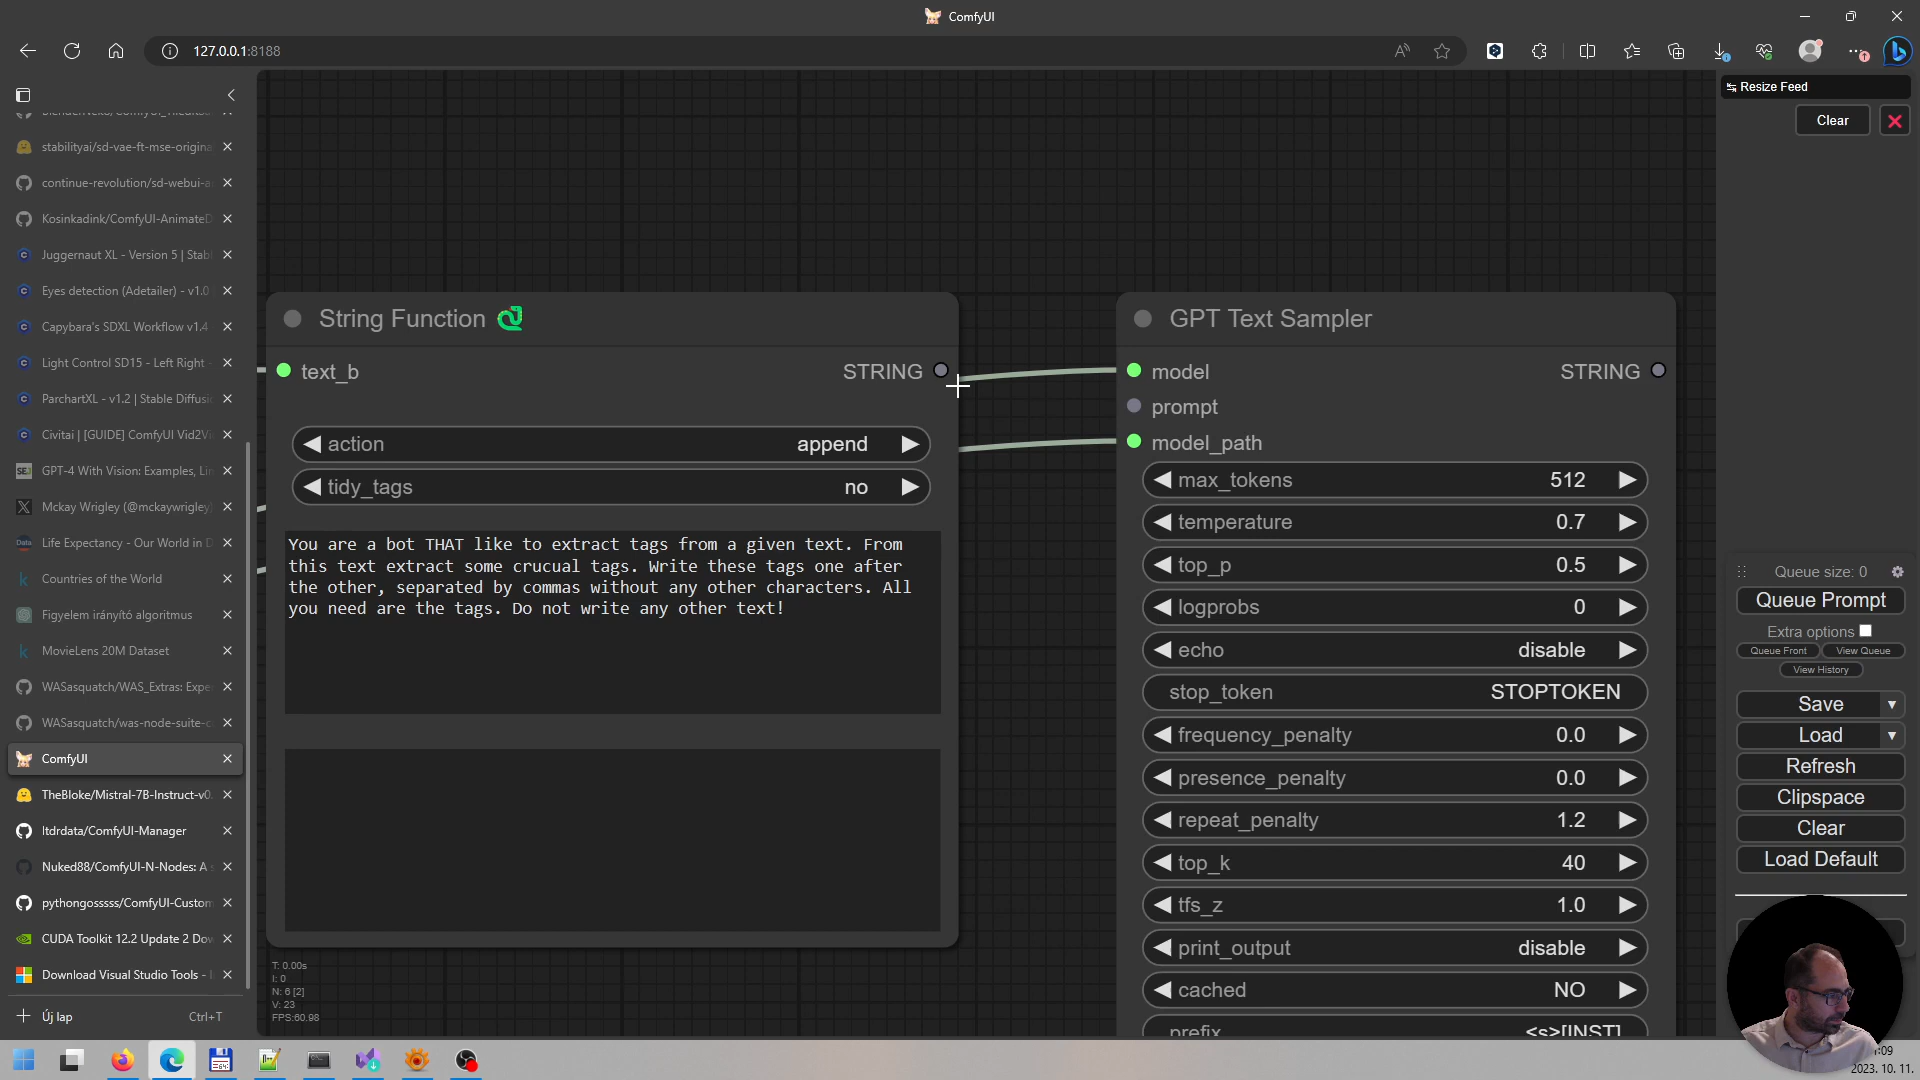 ComfyUI
127.0.0.1:8188
stabilityai/sd-vae-ft-mse-origina
continue-revolution/sd-webui-a
Kosinkadink/ComfyUI-AnimateD
Juggernaut XL - Version 5 | Stab
Eyes detection (Adetailer) - v1.0
Capybara's SDXL Workflow v1.4
Light Control SD15 - Left Right -
ParchartXL - v1.2 | Stable Diffusi
Civitai | [GUIDE] ComfyUI Vid2Vi
GPT-4 With Vision: Examples, Li
Mckay Wrigley (@mckaywrigley)
Life Expectancy - Our World in D
Countries of the World
Figyelem irányító algoritmus
MovieLens 20M Dataset
WASasquatch/WAS_Extras: Expe
WASasquatch/was-node-suite-c
ComfyUI
TheBloke/Mistral-7B-Instruct-v0.
ltdrdata/ComfyUI-Manager
Nuked88/ComfyUI-N-Nodes: A s
pythongosssss/ComfyUI-Custom
CUDA Toolkit 12.2 Update 2 Dow
Download Visual Studio Tools -
Új lap Ctrl+T
String Function
text_b STRING
action append
tidy_tags no
You are a bot THAT like to extract tags from a given text. From
this text extract some crucual tags. Write these tags one after
the other, separated by commas without any other characters. All
you need are the tags. Do not write any other text!
T: 0.00s
I: 0
N: 6 [2]
V: 23
FPS:60.98
GPT Text Sampler
model STRING
prompt
model_path
max_tokens 512
temperature 0.7
top_p 0.5
logprobs 0
echo disable
stop_token STOPTOKEN
frequency_penalty 0.0
presence_penalty 0.0
repeat_penalty 1.2
top_k 40
tfs_z 1.0
print_output disable
cached NO
prefix <s>[INST]
Resize Feed
Clear
Queue size: 0
Queue Prompt
Extra options
Queue Front View Queue
View History
Save
Load
Refresh
Clipspace
Clear
Load Default
:09
2023. 10. 11.